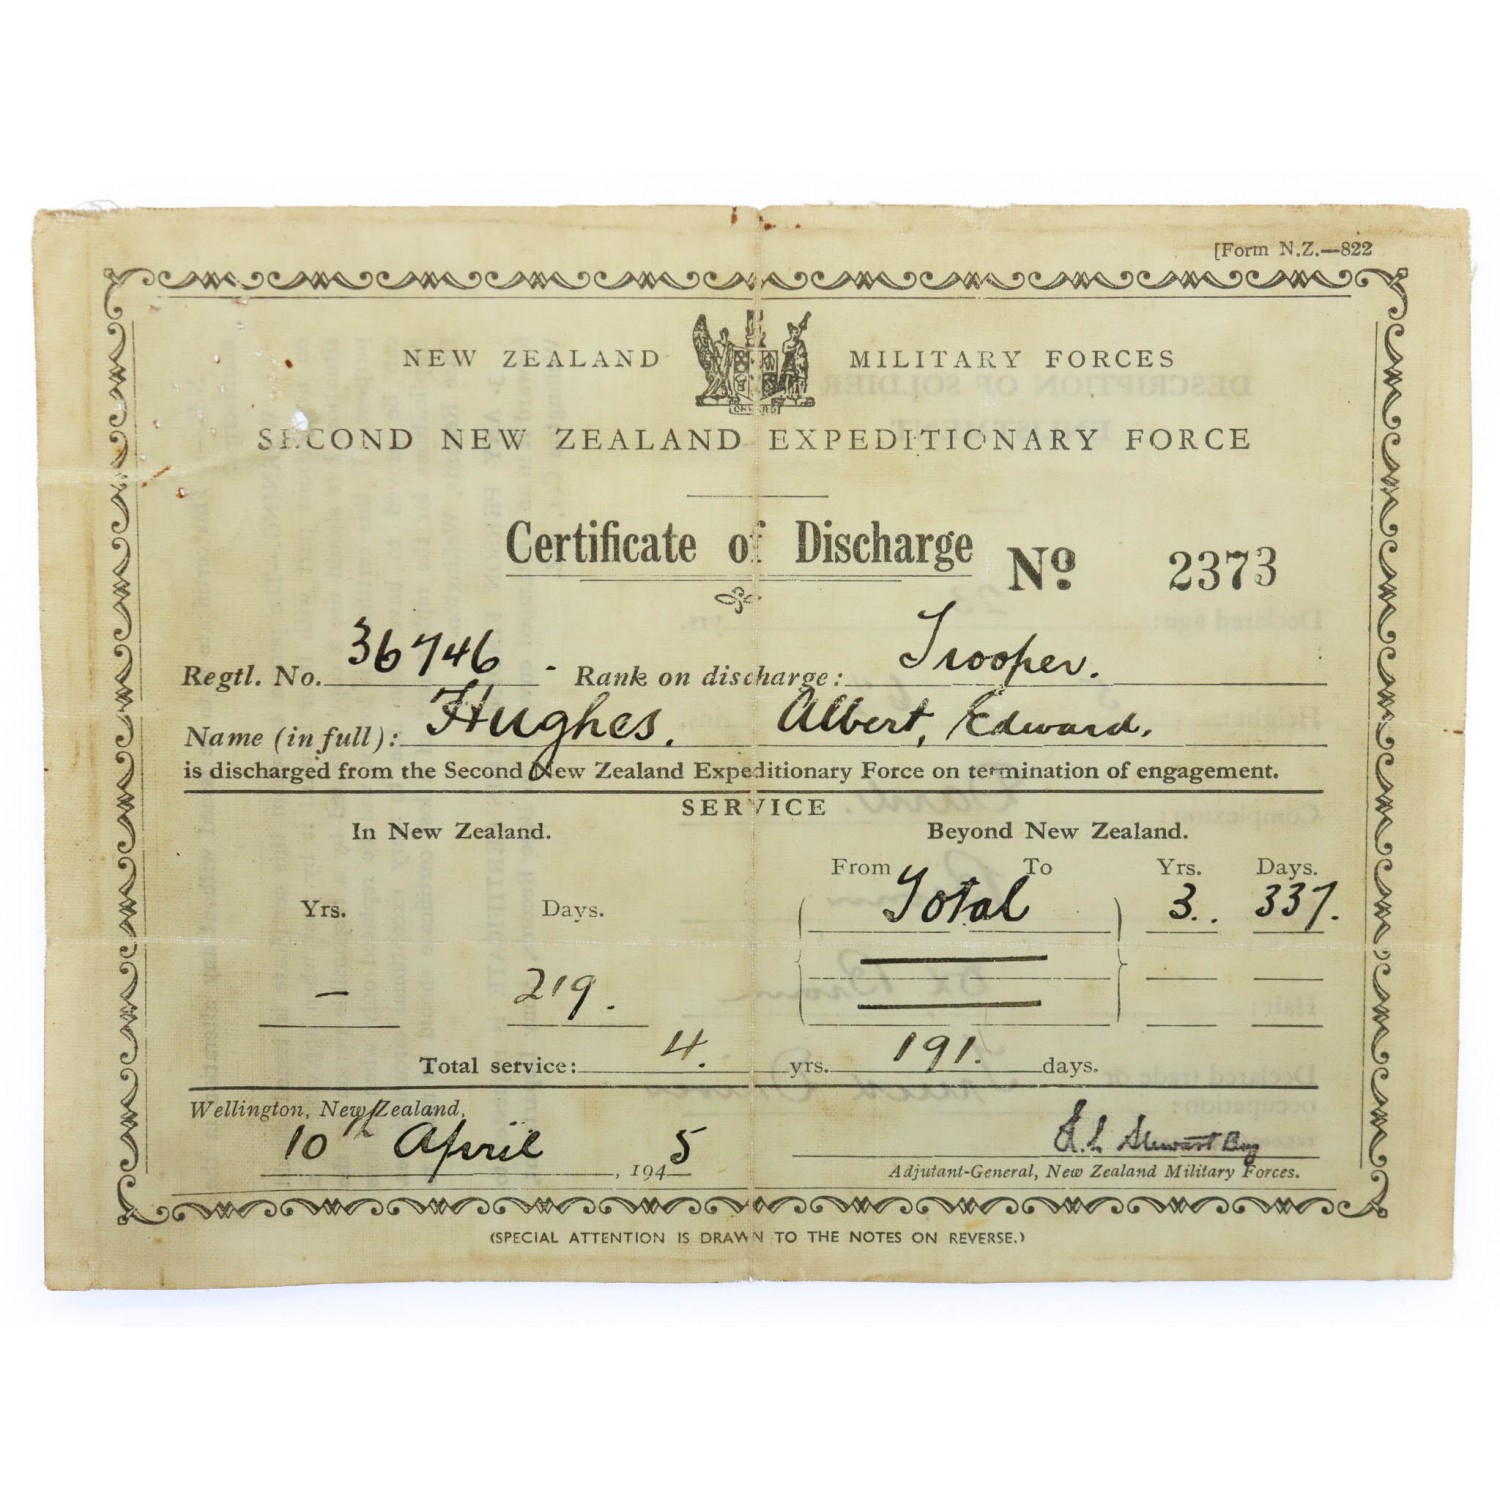 [Form N.Z.—822
NEW ZEALAND MILITARY FORCES
SECOND NEW ZEALAND EXPEDITIONARY FORCE
Certificate of Discharge No 2373
Regtl. No. 36746 - Rank on discharge: Trooper.
Name (in full): Hughes. Albert, Edward.
is discharged from the Second New Zealand Expeditionary Force on termination of engagement.
SERVICE
In New Zealand. Beyond New Zealand.
From To Yrs. Days.
Yrs. Days. Total 3.. 337.
— 219.
Total service: 4. yrs. 191. days.
Wellington, New Zealand,
10th April, 1945
Adjutant-General, New Zealand Military Forces.
(SPECIAL ATTENTION IS DRAWN TO THE NOTES ON REVERSE.)